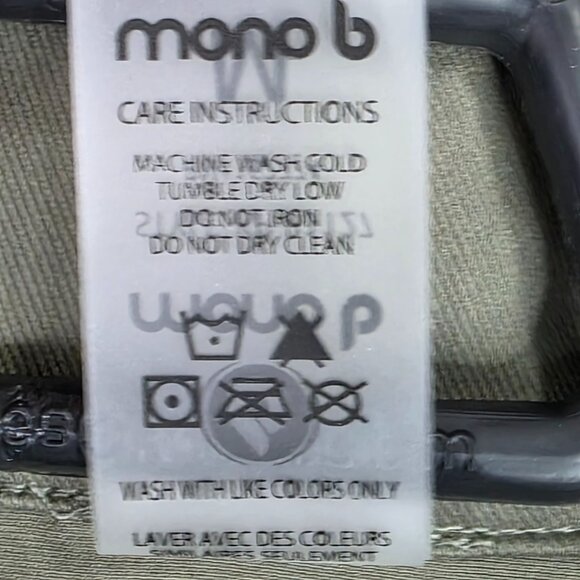 mono b
CARE INSTRUCTIONS
MACHINE WASH COLD
TUMBLE DRY LOW
DO NOT IRON
DO NOT DRY CLEAN
WASH WITH LIKE COLORS ONLY
LAVER AVEC DES COLEURS
SIMILAIRES SEULEMENT